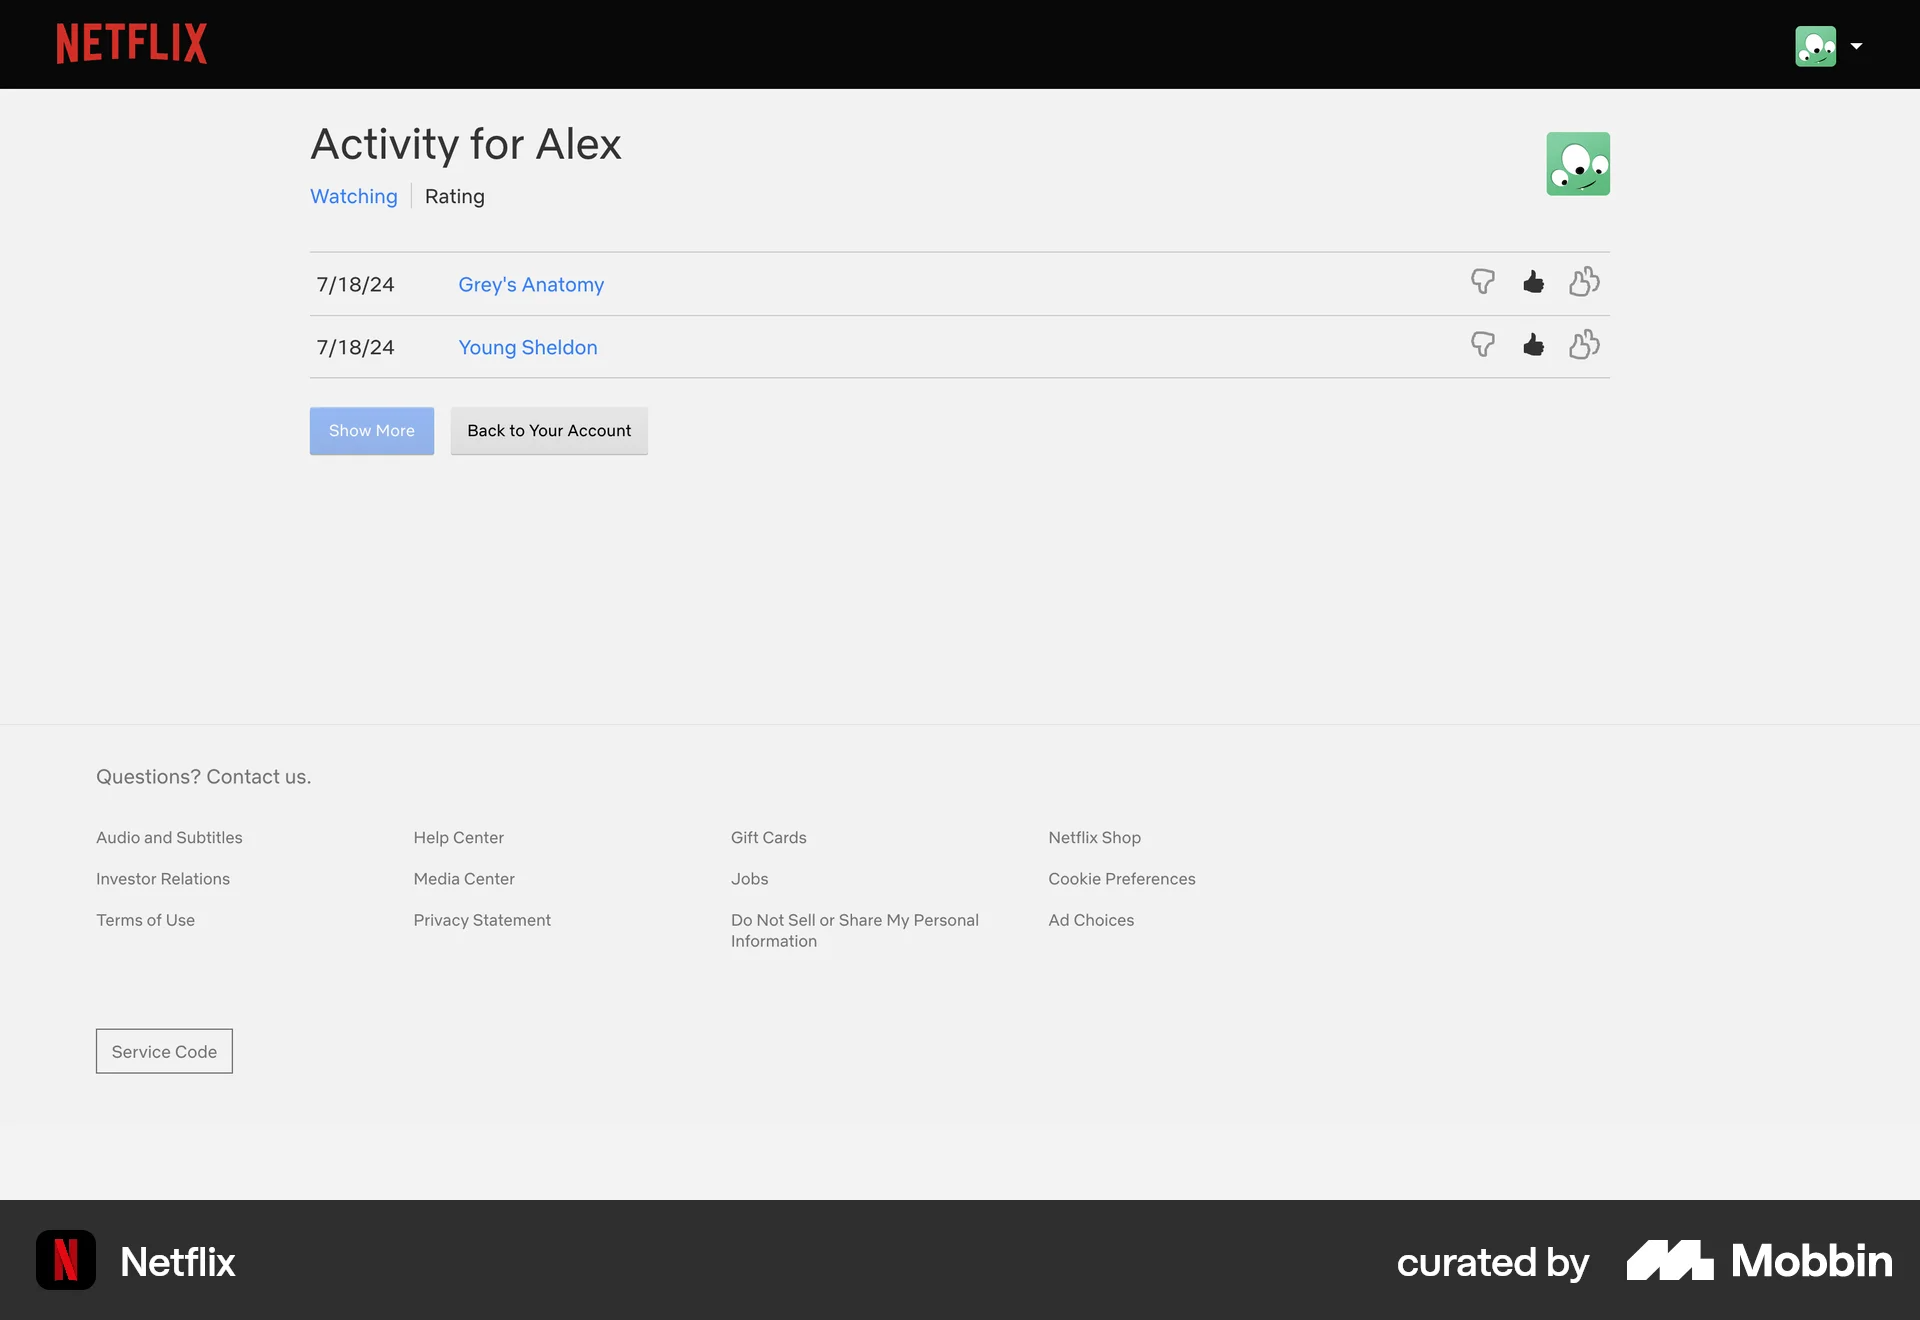 NETFLIX
Activity for Alex
Watching Rating
7/18/24 Grey's Anatomy
7/18/24 Young Sheldon
Show More Back to Your Account
Questions? Contact us.
Audio and Subtitles Help Center Gift Cards Netflix Shop
Investor Relations Media Center Jobs Cookie Preferences
Terms of Use Privacy Statement Do Not Sell or Share My Personal Ad Choices
Information
Service Code
N Netflix curated by Mobbin